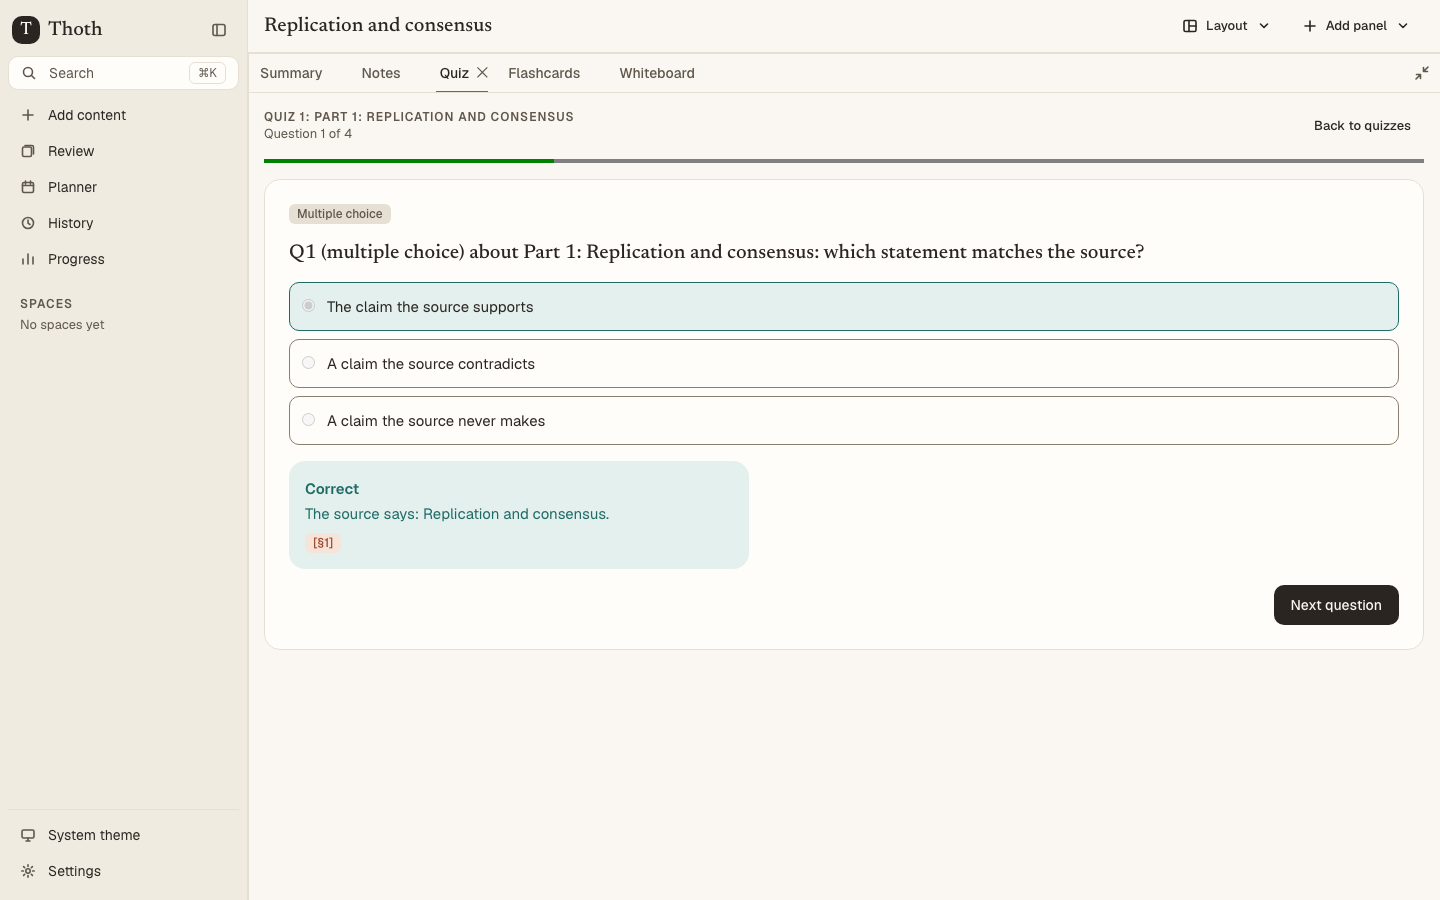 T Thoth
Search ⌘K
Add content
Review
Planner
History
Progress
SPACES
No spaces yet
System theme
Settings
Replication and consensus
Layout
Add panel
Summary Notes Quiz Flashcards Whiteboard
QUIZ 1: PART 1: REPLICATION AND CONSENSUS
Question 1 of 4
Back to quizzes
Multiple choice
Q1 (multiple choice) about Part 1: Replication and consensus: which statement matches the source?
The claim the source supports
A claim the source contradicts
A claim the source never makes
Correct
The source says: Replication and consensus.
[§1]
Next question